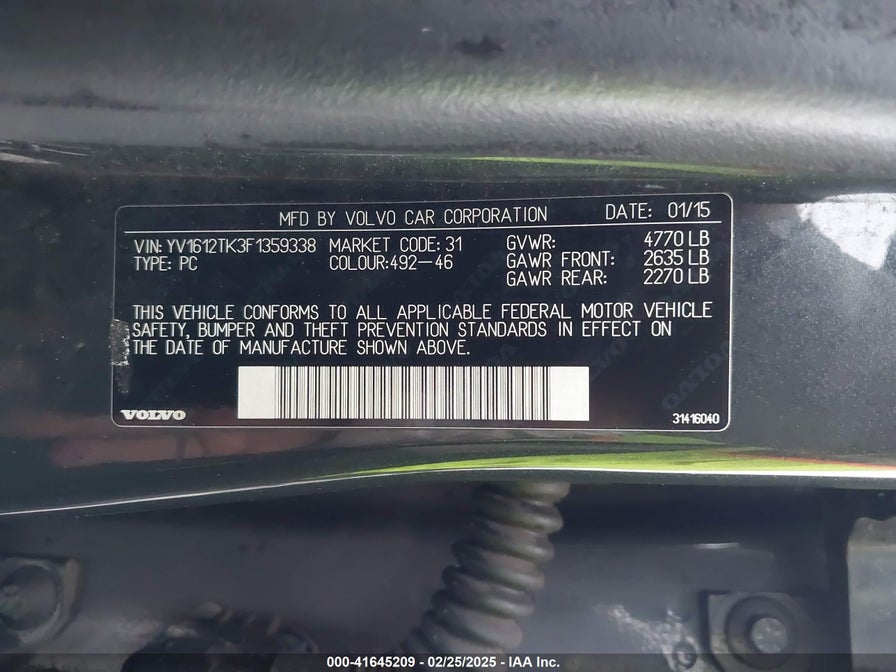 MFD BY VOLVO CAR CORPORATION DATE: 01/15
VIN: YV1612TK3F1359338 MARKET CODE: 31 GVWR: 4770 LB
TYPE: PC COLOUR:492-46 GAWR FRONT: 2635 LB
GAWR REAR: 2270 LB
THIS VEHICLE CONFORMS TO ALL APPLICABLE FEDERAL MOTOR VEHICLE
SAFETY, BUMPER AND THEFT PREVENTION STANDARDS IN EFFECT ON
THE DATE OF MANUFACTURE SHOWN ABOVE.
VOLVO 31416040
000-41645209 - 02/25/2025 - IAA Inc.